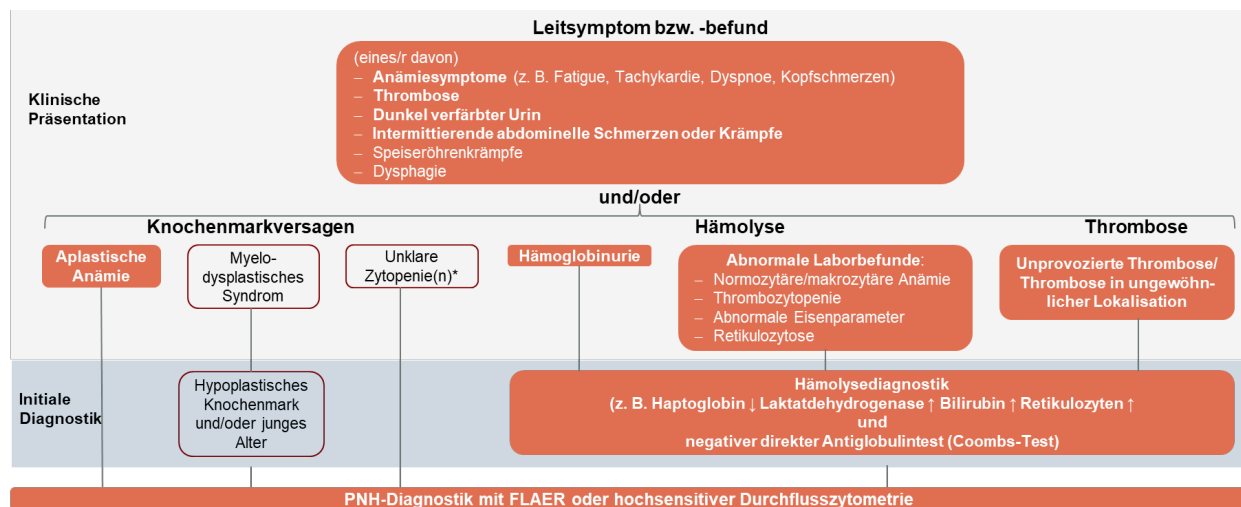 Leitsymptom bzw. -befund
Klinische
Präsentation
(eines/r davon)
– Anämiesymptome (z. B. Fatigue, Tachykardie, Dyspnoe, Kopfschmerzen)
– Thrombose
– Dunkel verfärbter Urin
– Intermittierende abdominelle Schmerzen oder Krämpfe
– Speiseröhrenkrämpfe
– Dysphagie
und/oder
Knochenmarkversagen
Hämolyse
Thrombose
Aplastische
Anämie
Myelo-
dysplastisches
Syndrom
Unklare
Zytopenie(n)*
Hämoglobinurie
Abnormale Laborbefunde:
– Normozytäre/makrozytäre Anämie
– Thrombozytopenie
– Abnormale Eisenparameter
– Retikulozytose
Unprovozierte Thrombose/
Thrombose in ungewöhn-
licher Lokalisation
Initiale
Diagnostik
Hypoplastisches
Knochenmark
und/oder junges
Alter
Hämolysediagnostik
(z. B. Haptoglobin ↓ Laktatdehydrogenase ↑ Bilirubin ↑ Retikulozyten ↑
und
negativer direkter Antiglobulintest (Coombs-Test)
PNH-Diagnostik mit FLAER oder hochsensitiver Durchflusszytometrie